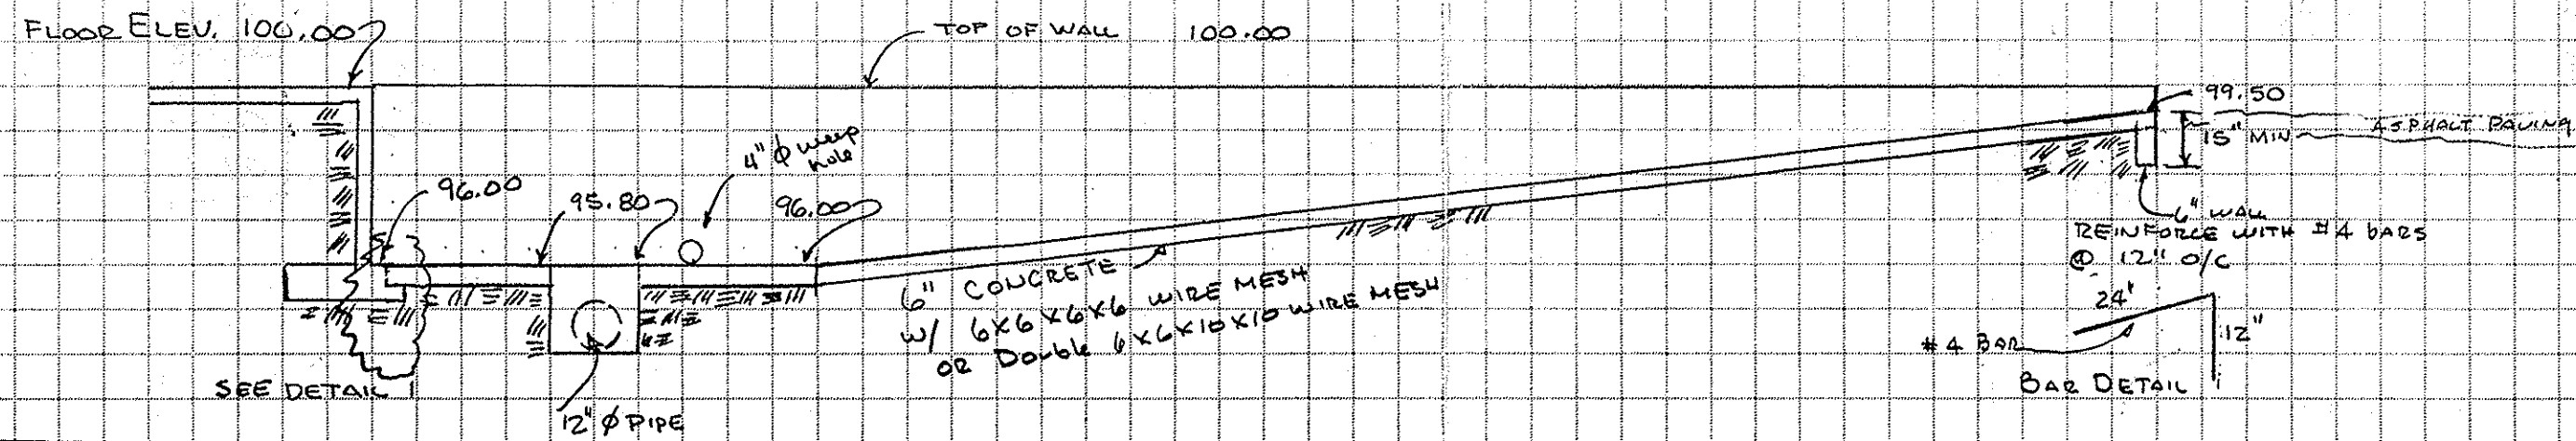 FLOOR ELEV. 100.00
TOP OF WALL 100.00
99.50
15" MIN
ASPHALT PAVING
4" ϕ weep
hole
96.00
95.80
96.00
6" WALL
REINFORCE WITH #4 BARS
@ 12" O/C
6" CONCRETE
W/ 6X6X6X6 WIRE MESH
OR Double 6X6X10X10 WIRE MESH
24"
12"
#4 BAR
BAR DETAIL
SEE DETAIL 1
12" ϕ PIPE